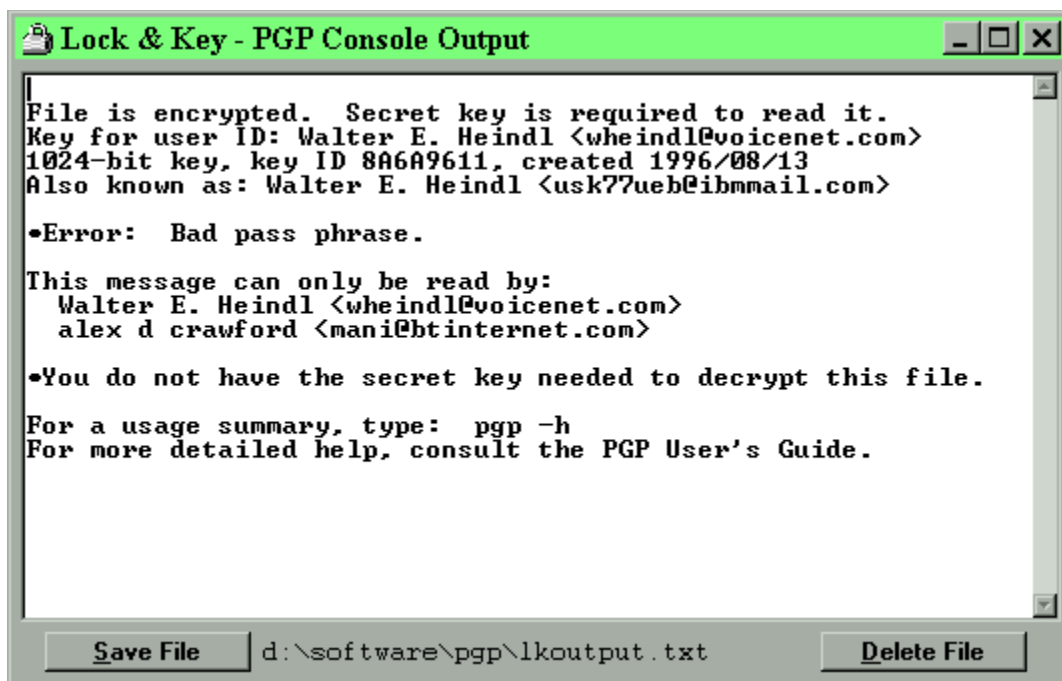 Lock & Key - PGP Console Output
File is encrypted.  Secret key is required to read it.
Key for user ID: Walter E. Heindl <wheindl@voicenet.com>
1024-bit key, key ID 8A6A9611, created 1996/08/13
Also known as: Walter E. Heindl <usk77ueb@ibmmail.com>
•Error:  Bad pass phrase.
This message can only be read by:
  Walter E. Heindl <wheindl@voicenet.com>
  alex d crawford <mani@btinternet.com>
•You do not have the secret key needed to decrypt this file.
For a usage summary, type:  pgp -h
For more detailed help, consult the PGP User's Guide.
Save File d:\software\pgp\lkoutput.txt Delete File